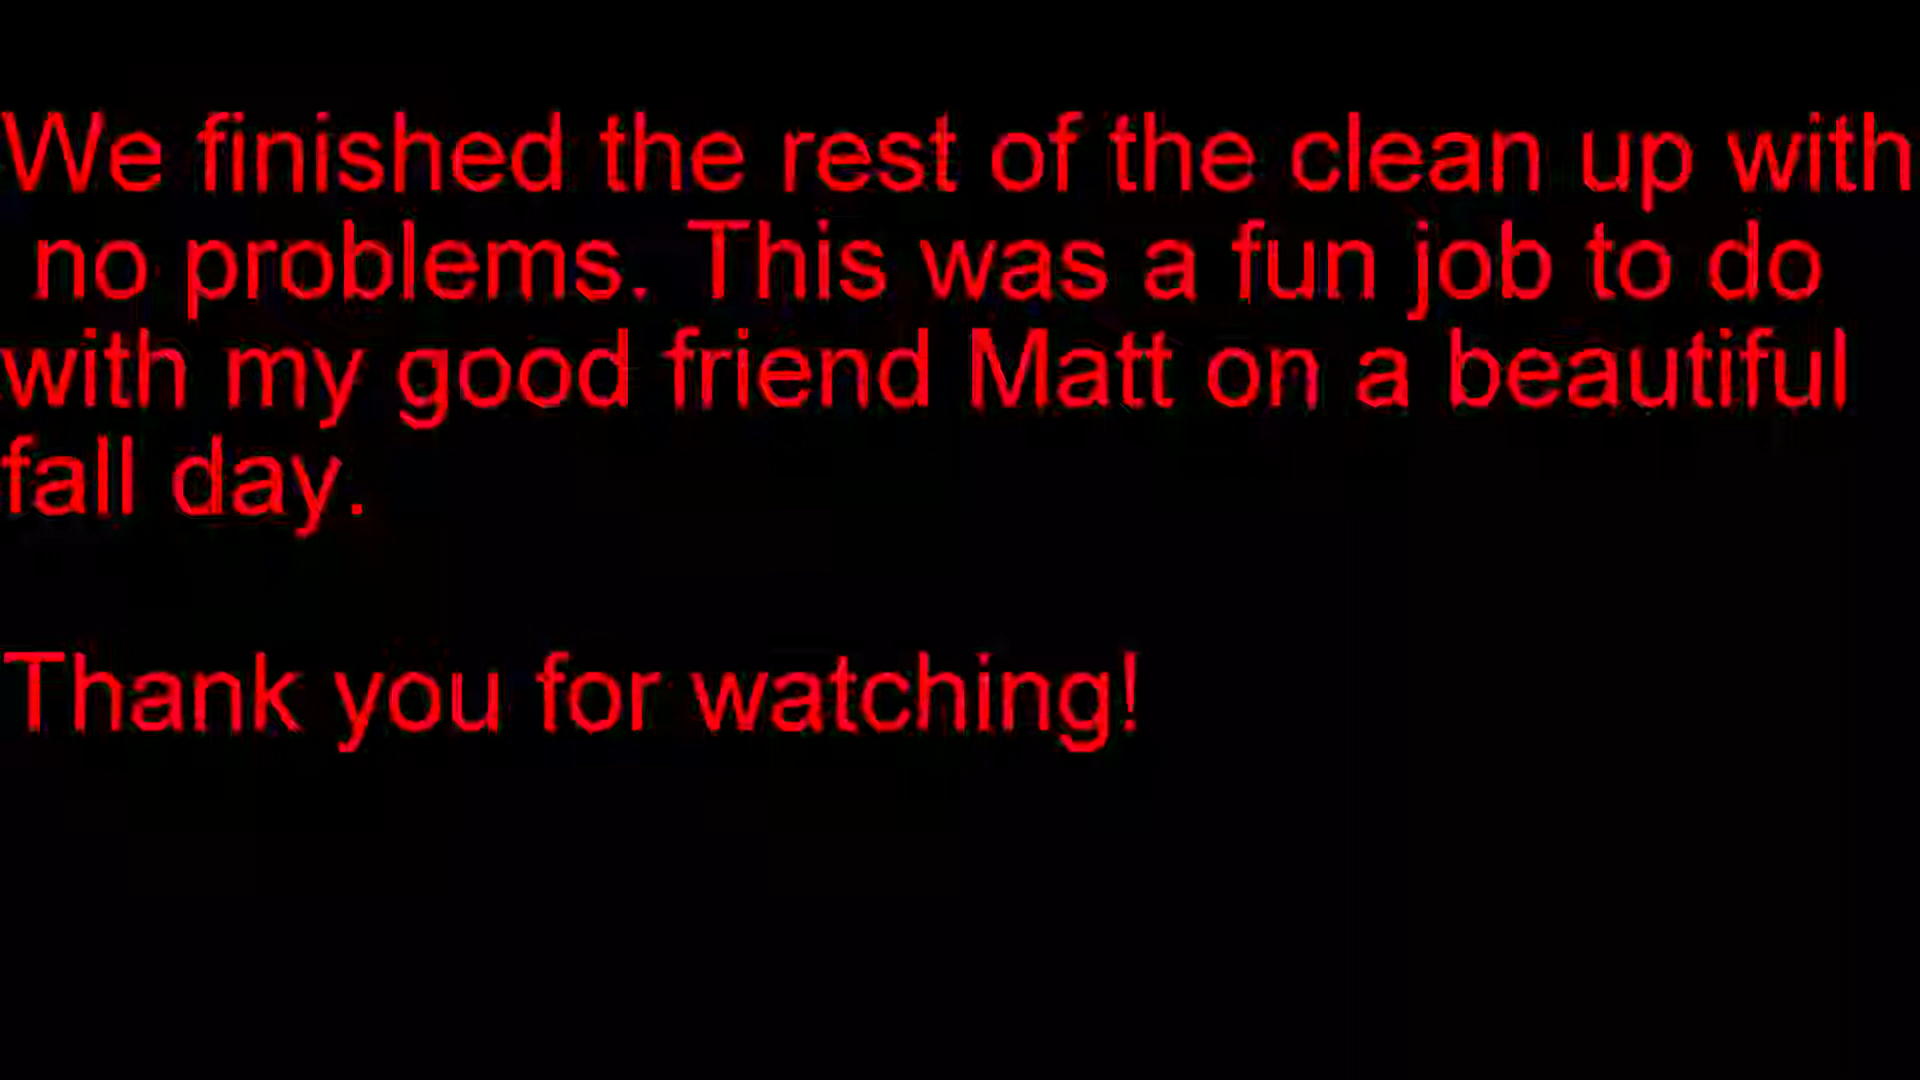 We finished the rest of the clean up with
no problems. This was a fun job to do
with my good friend Matt on a beautiful
fall day.
Thank you for watching!